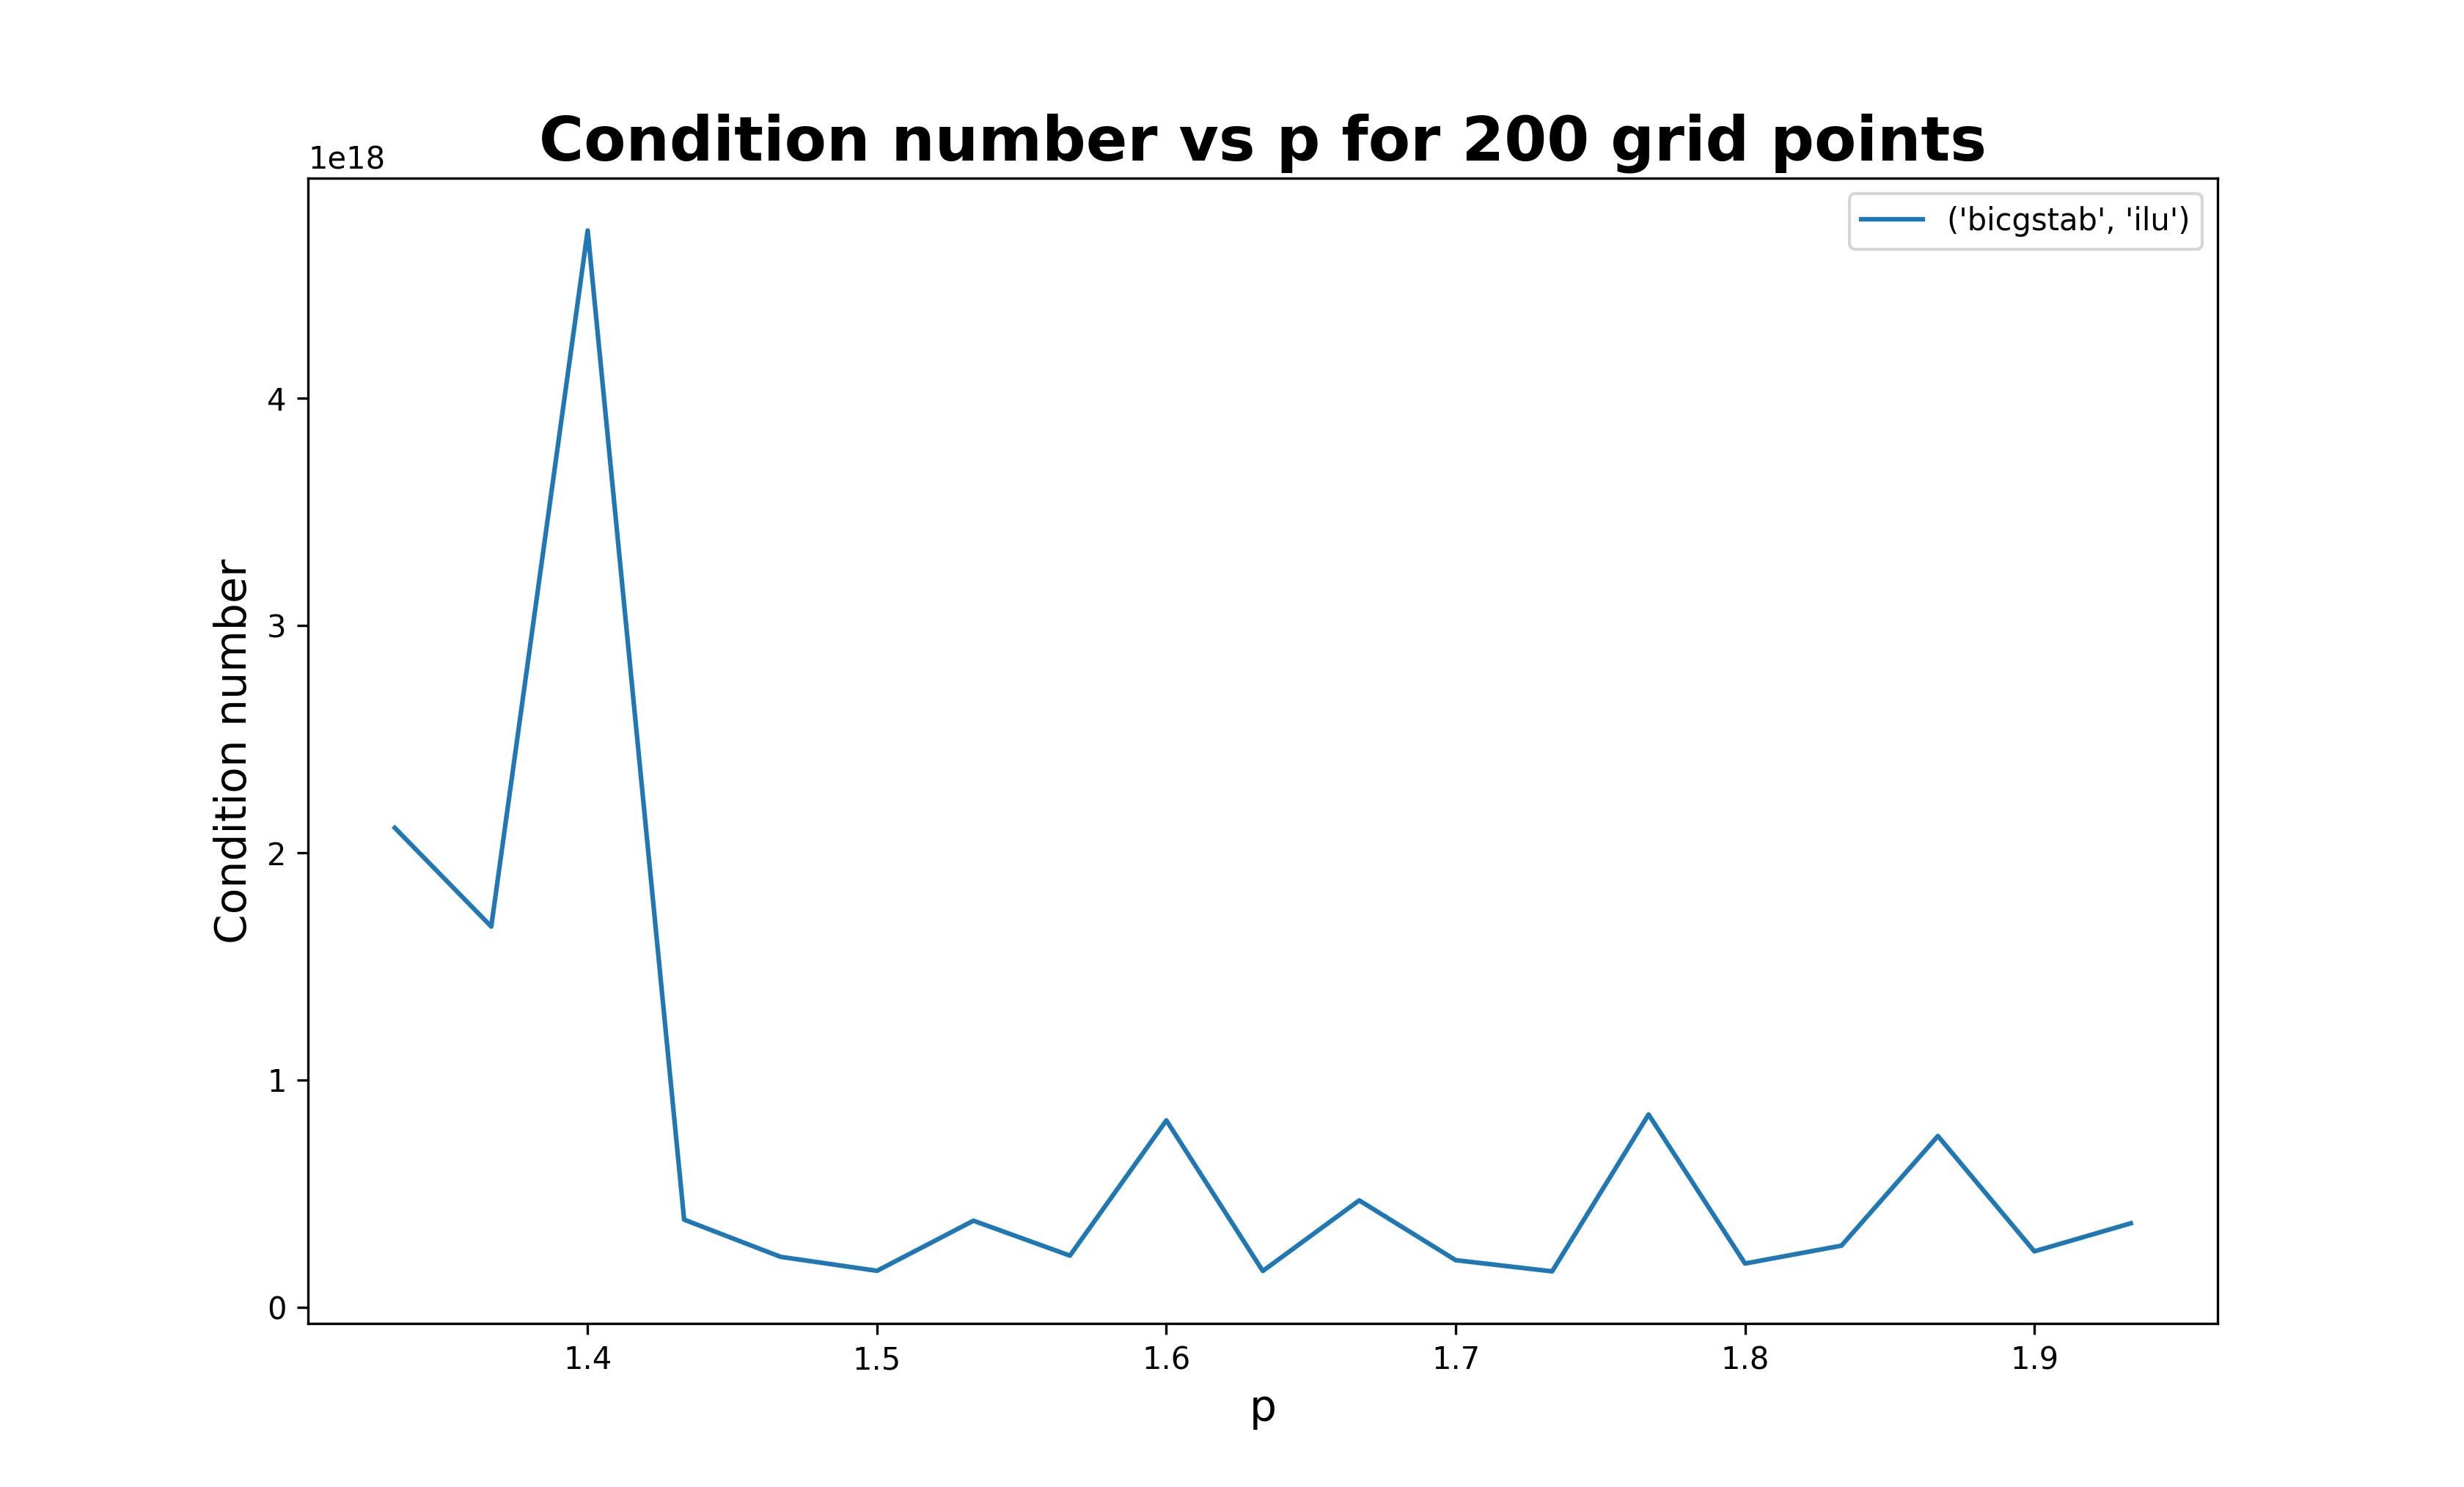 Condition number vs p for 200 grid points
1e18
('bicgstab', 'ilu')
4
3
2
1
0
Condition number
1.4 1.5 1.6 1.7 1.8 1.9
p